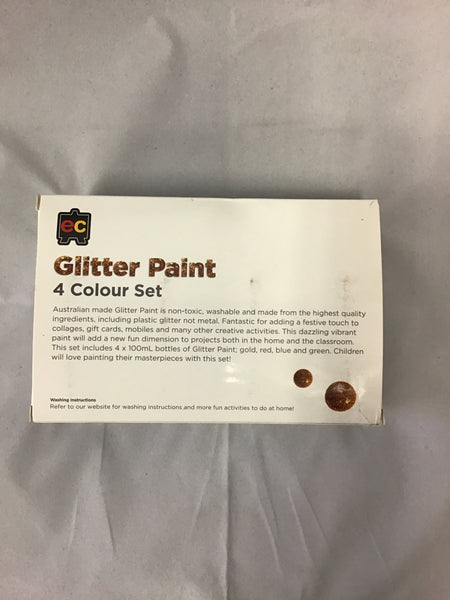 ec
Glitter Paint
4 Colour Set
Australian made Glitter Paint is non-toxic, washable and made from the highest quality
ingredients, including plastic glitter not metal. Fantastic for adding a festive touch to
collages, gift cards, mobiles and many other creative activities. This dazzling vibrant
paint will add a new fun dimension to projects both in the home and the classroom.
This set includes 4 x 100mL bottles of Glitter Paint; gold, red, blue and green. Children
will love painting their masterpieces with this set!
Washing Instructions
Refer to our website for washing instructions and more fun activities to do at home!